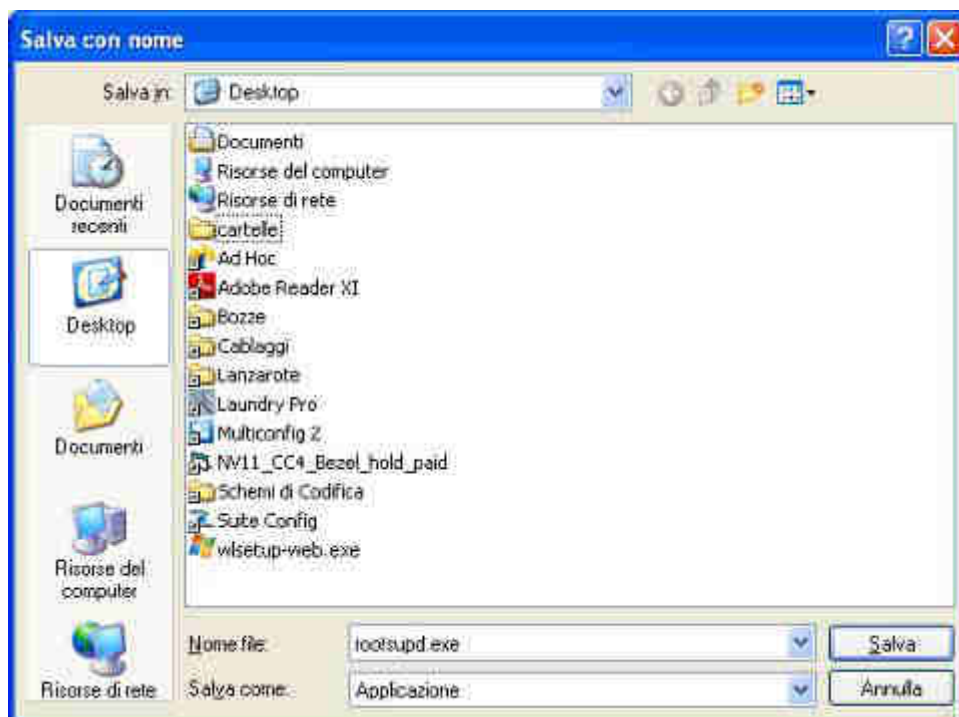 Salva con nome
Salva in:
Desktop
Documenti recenti
Desktop
Documenti
Risorse del computer
Risorse di rete
Documenti
Risorse del computer
Risorse di rete
cartelle
Ad Hoc
Adobe Reader XI
Bozze
Cablaggi
Lanzarote
Laundry Pro
Multiconfig 2
NV11_CC4_Bezel_hold_paid
Schemi di Codifica
Suite Config
wlsetup-web.exe
Nome file:
rootsupd.exe
Salva
Salva come:
Applicazione
Annulla